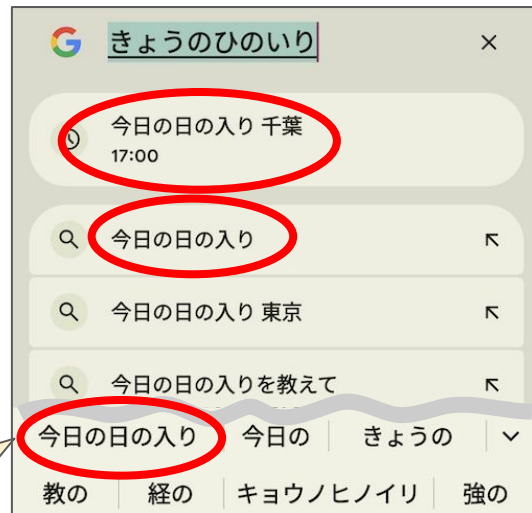 きょうのひのいり
今日の日の入り 千葉
17:00
今日の日の入り
今日の日の入り 東京
今日の日の入りを教えて
今日の日の入り 今日の きょうの
教の 経の キョウノヒノイリ 強の